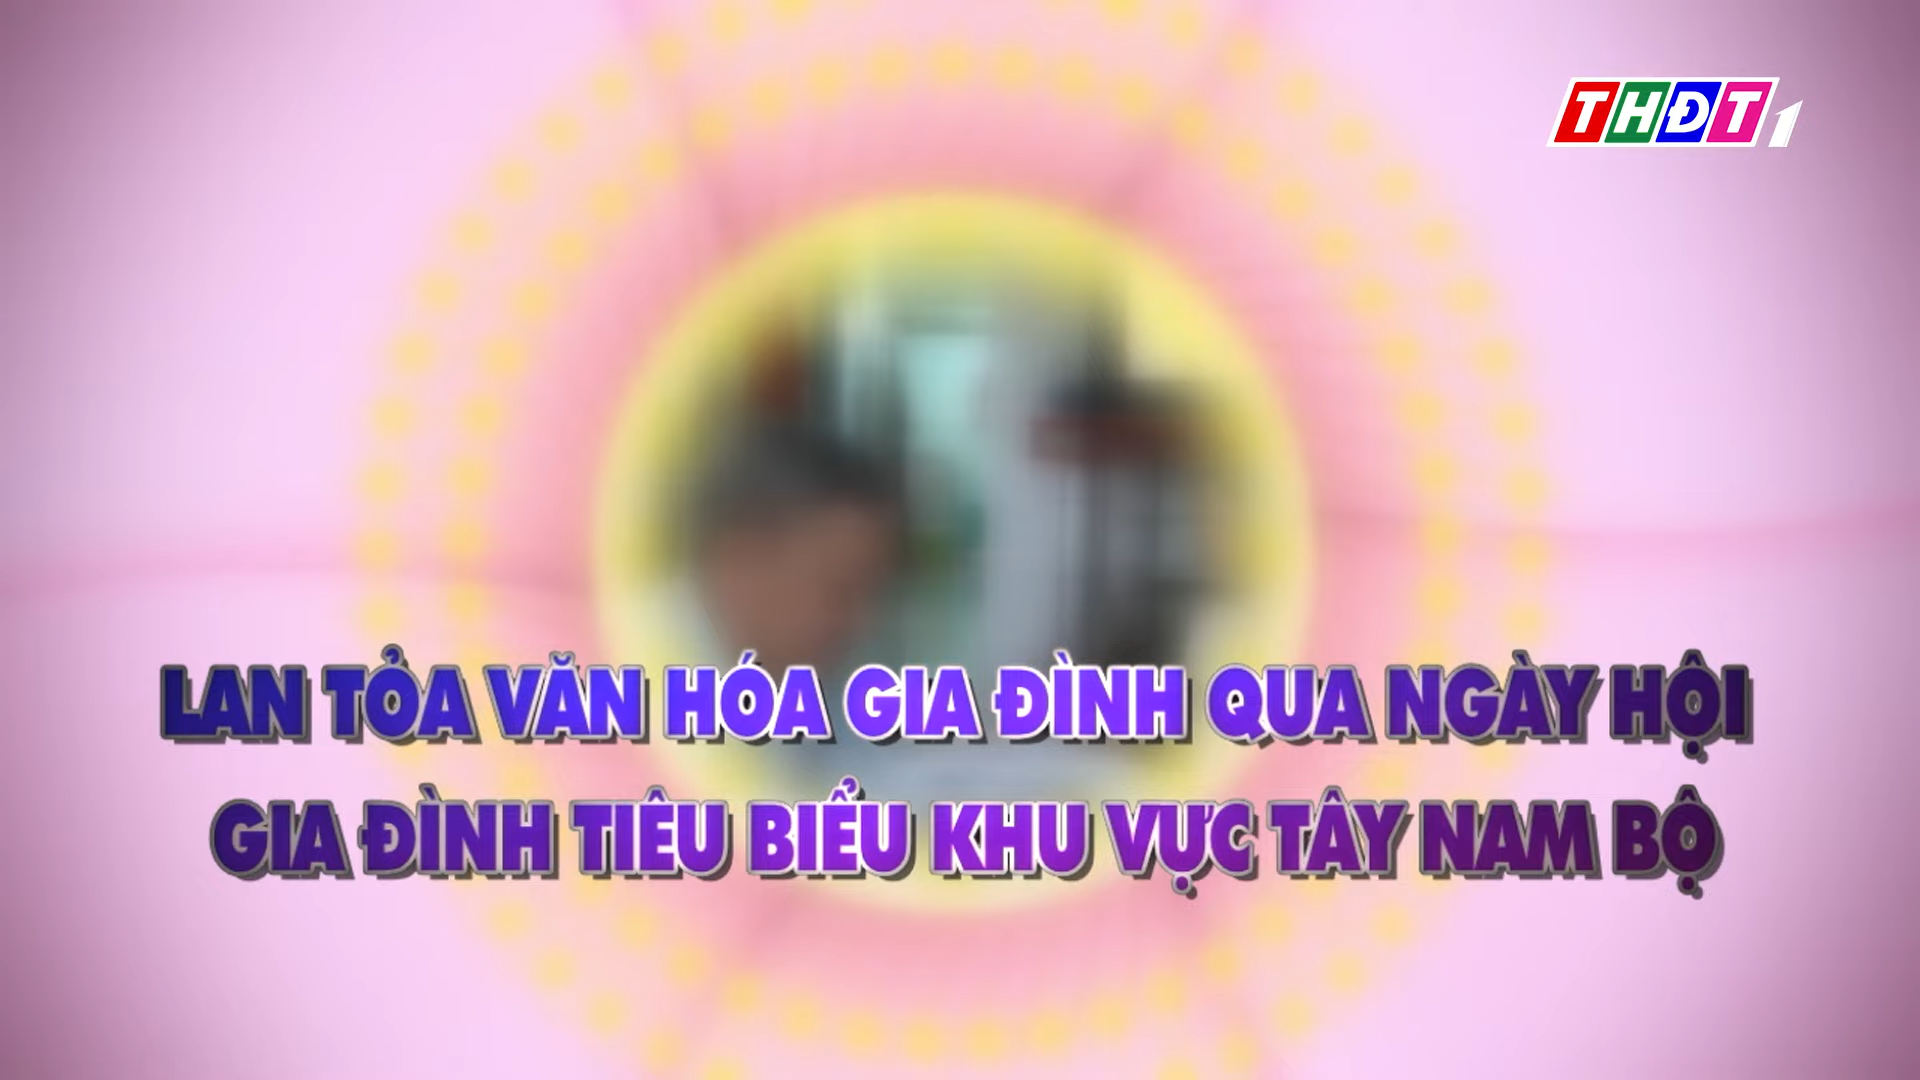 THĐT1
LAN TỎA VĂN HÓA GIA ĐÌNH QUA NGÀY HỘI
GIA ĐÌNH TIÊU BIỂU KHU VỰC TÂY NAM BỘ